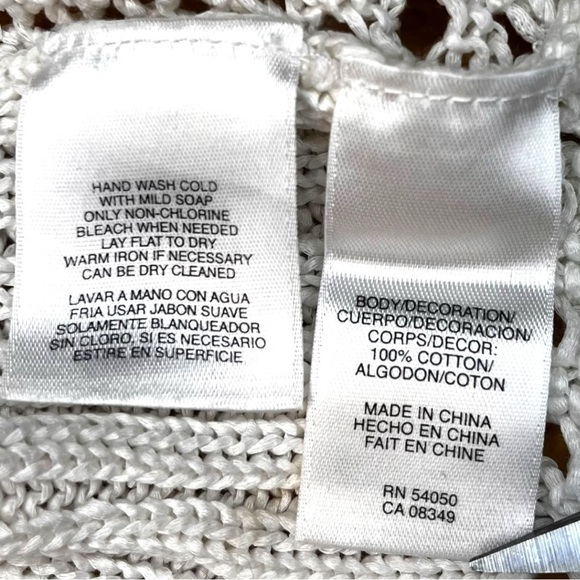 HAND WASH COLD
WITH MILD SOAP
ONLY NON-CHLORINE
BLEACH WHEN NEEDED
LAY FLAT TO DRY
WARM IRON IF NECESSARY
CAN BE DRY CLEANED
LAVAR A MANO CON AGUA
FRIA USAR JABON SUAVE
SOLAMENTE BLANQUEADOR
SIN CLORO, SI ES NECESARIO
ESTIRE EN SUPERFICIE
BODY/DECORATION/
CUERPO/DECORACION/
CORPS/DECOR:
100% COTTON/
ALGODON/COTON
MADE IN CHINA
HECHO EN CHINA
FAIT EN CHINE
RN 54050
CA 08349